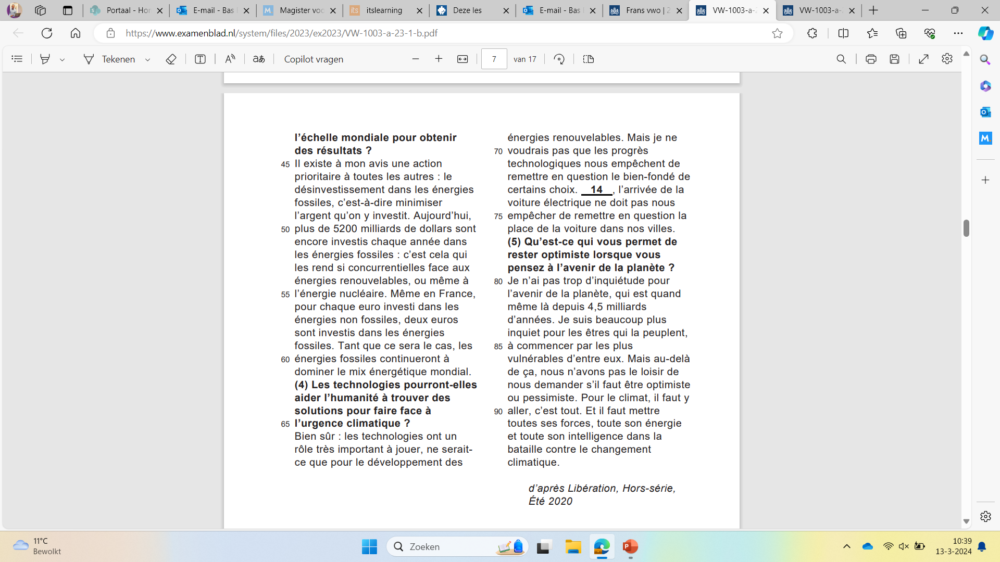 Portaal - Hor
E-mail - Bas
Magister voo
itslearning
Deze les
E-mail - Bas
Frans vwo | 2
VW-1003-a-2
VW-1003-a-
https://www.examenblad.nl/system/files/2023/ex2023/VW-1003-a-23-1-b.pdf
Tekenen
Copilot vragen
7 van 17
l’échelle mondiale pour obtenir
des résultats ?
45 Il existe à mon avis une action
prioritaire à toutes les autres : le
désinvestissement dans les énergies
fossiles, c’est-à-dire minimiser
l’argent qu’on y investit. Aujourd’hui,
50 plus de 5200 milliards de dollars sont
encore investis chaque année dans
les énergies fossiles : c’est cela qui
les rend si concurrentielles face aux
énergies renouvelables, ou même à
55 l’énergie nucléaire. Même en France,
pour chaque euro investi dans les
énergies non fossiles, deux euros
sont investis dans les énergies
fossiles. Tant que ce sera le cas, les
60 énergies fossiles continueront à
dominer le mix énergétique mondial.
(4) Les technologies pourront-elles
aider l’humanité à trouver des
solutions pour faire face à
65 l’urgence climatique ?
Bien sûr : les technologies ont un
rôle très important à jouer, ne serait-
ce que pour le développement des
énergies renouvelables. Mais je ne
70 voudrais pas que les progrès
technologiques nous empêchent de
remettre en question le bien-fondé de
certains choix. 14 , l’arrivée de la
voiture électrique ne doit pas nous
75 empêcher de remettre en question la
place de la voiture dans nos villes.
(5) Qu’est-ce qui vous permet de
rester optimiste lorsque vous
pensez à l’avenir de la planète ?
80 Je n’ai pas trop d’inquiétude pour
l’avenir de la planète, qui est quand
même là depuis 4,5 milliards
d’années. Je suis beaucoup plus
inquiet pour les êtres qui la peuplent,
85 à commencer par les plus
vulnérables d’entre eux. Mais au-delà
de ça, nous n’avons pas le loisir de
nous demander s’il faut être optimiste
ou pessimiste. Pour le climat, il faut y
90 aller, c’est tout. Et il faut mettre
toutes ses forces, toute son énergie
et toute son intelligence dans la
bataille contre le changement
climatique.
d’après Libération, Hors-série,
Été 2020
11°C
Bewolkt
Zoeken
10:39
13-3-2024